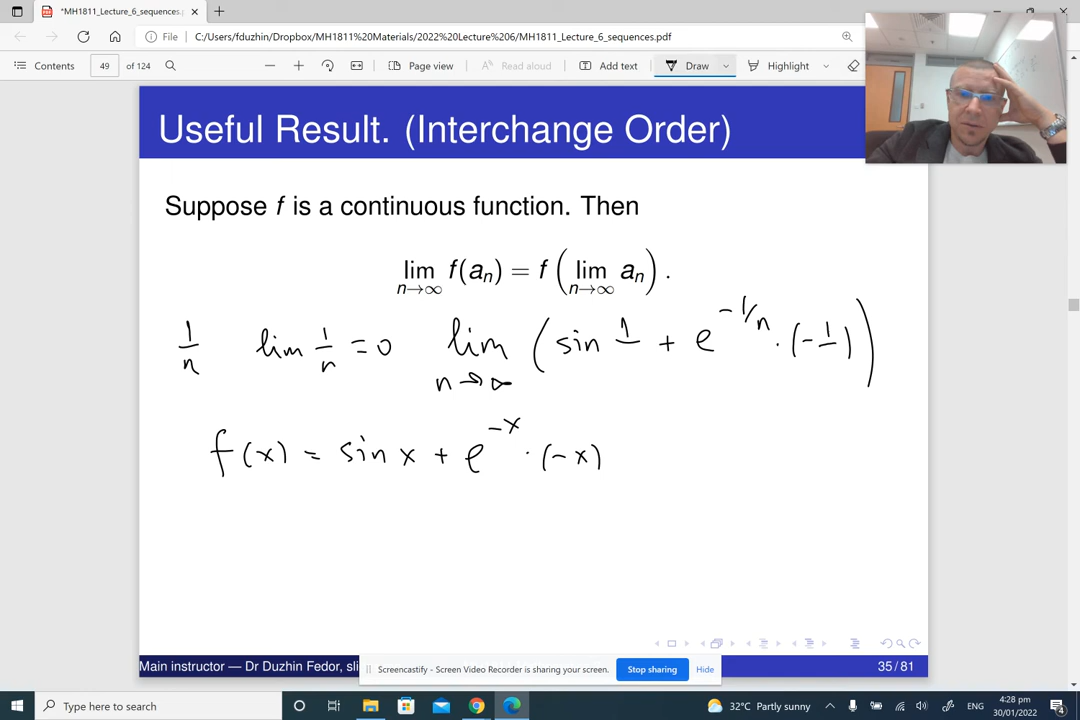 *MH1811_Lecture_6_sequences.
File C:/Users/fduzhin/Dropbox/MH1811%20Materials/2022%20Lecture%206/MH1811_Lecture_6_sequences.pdf
Contents 49 of 124 Page view Read aloud Add text Draw Highlight
Useful Result. (Interchange Order)
Suppose f is a continuous function. Then
lim n→∞ f(aₙ) = f ( lim n→∞ aₙ ) .
1/n lim 1/n = 0 lim n→∞ ( sin 1/ + e^(-1/n) · (-1/) )
f(x) = sin x + e^(-x) · (-x)
Main instructor — Dr Duzhin Fedor, sli
35/81
Screencastify - Screen Video Recorder is sharing your screen. Stop sharing Hide
Type here to search
32°C Partly sunny ENG 4:28 pm 30/01/2022 4